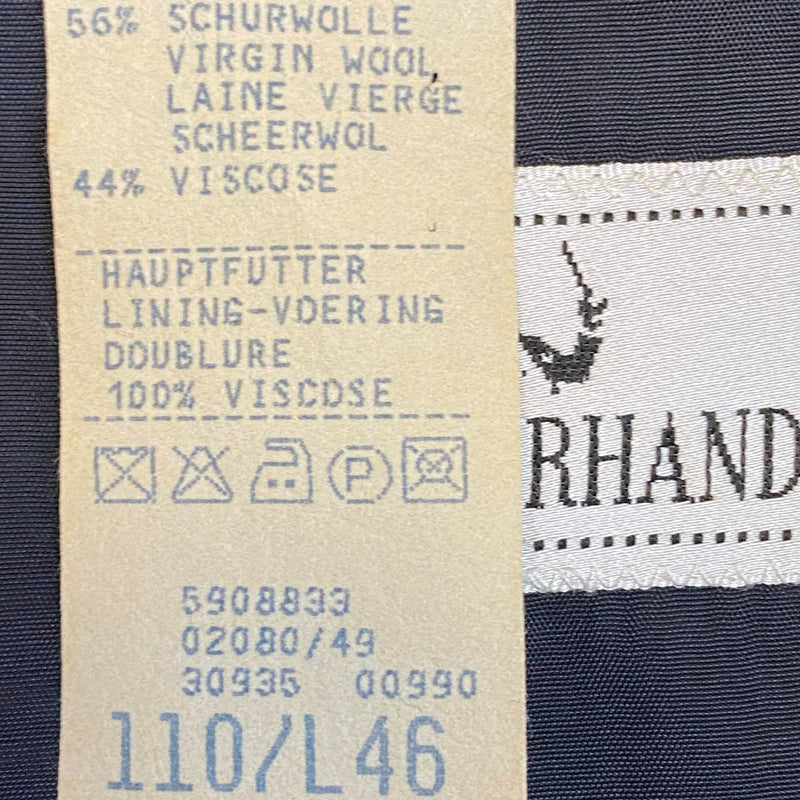 56% SCHURWOLLE
VIRGIN WOOL
LAINE VIERGE
SCHEERWOL
44% VISCOSE
HAUPTFUTTER
LINING-VOERING
DOUBLURE
100% VISCOSE
P
5908833
02080/49
30935 00990
110/L46
RHAND